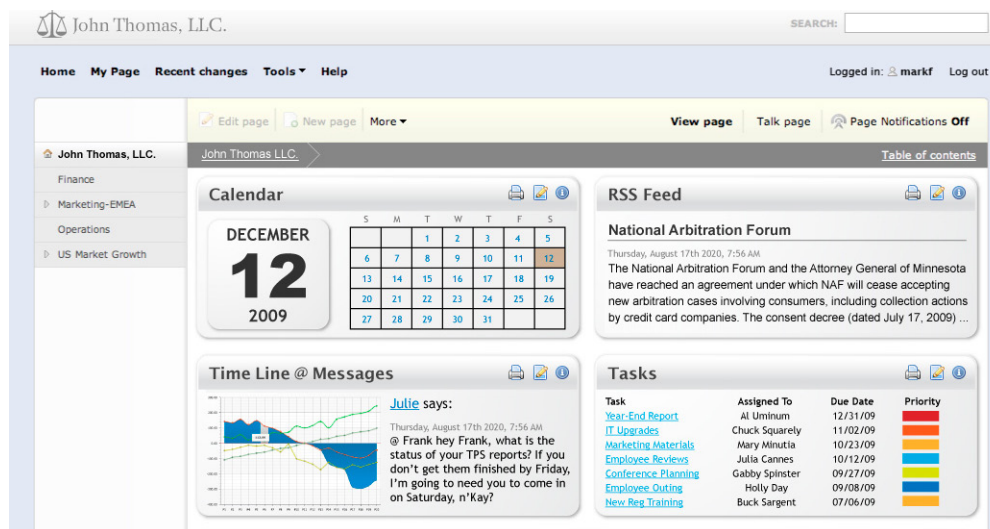 John Thomas, LLC.
SEARCH:
Home My Page Recent changes Tools Help
Logged in: markf Log out
Edit page New page More
View page Talk page Page Notifications Off
John Thomas, LLC.
Finance
Marketing-EMEA
Operations
US Market Growth
John Thomas LLC.
Table of contents
Calendar
DECEMBER
12
2009
S M T W T F S
1 2 3 4 5
6 7 8 9 10 11 12
13 14 15 16 17 18 19
20 21 22 23 24 25 26
27 28 29 30 31
RSS Feed
National Arbitration Forum
Thursday, August 17th 2020, 7:56 AM
The National Arbitration Forum and the Attorney General of Minnesota
have reached an agreement under which NAF will cease accepting
new arbitration cases involving consumers, including collection actions
by credit card companies. The consent decree (dated July 17, 2009) ...
Time Line @ Messages
Julie says:
Thursday, August 17th 2020, 7:56 AM
@ Frank hey Frank, what is the
status of your TPS reports? If you
don't get them finished by Friday,
I'm going to need you to come in
on Saturday, n'Kay?
Tasks
Task Assigned To Due Date Priority
Year-End Report Al Uminum 12/31/09
IT Upgrades Chuck Squarely 11/02/09
Marketing Materials Mary Minutia 10/23/09
Employee Reviews Julia Cannes 10/12/09
Conference Planning Gabby Spinster 09/27/09
Employee Outing Holly Day 09/08/09
New Reg Training Buck Sargent 07/06/09